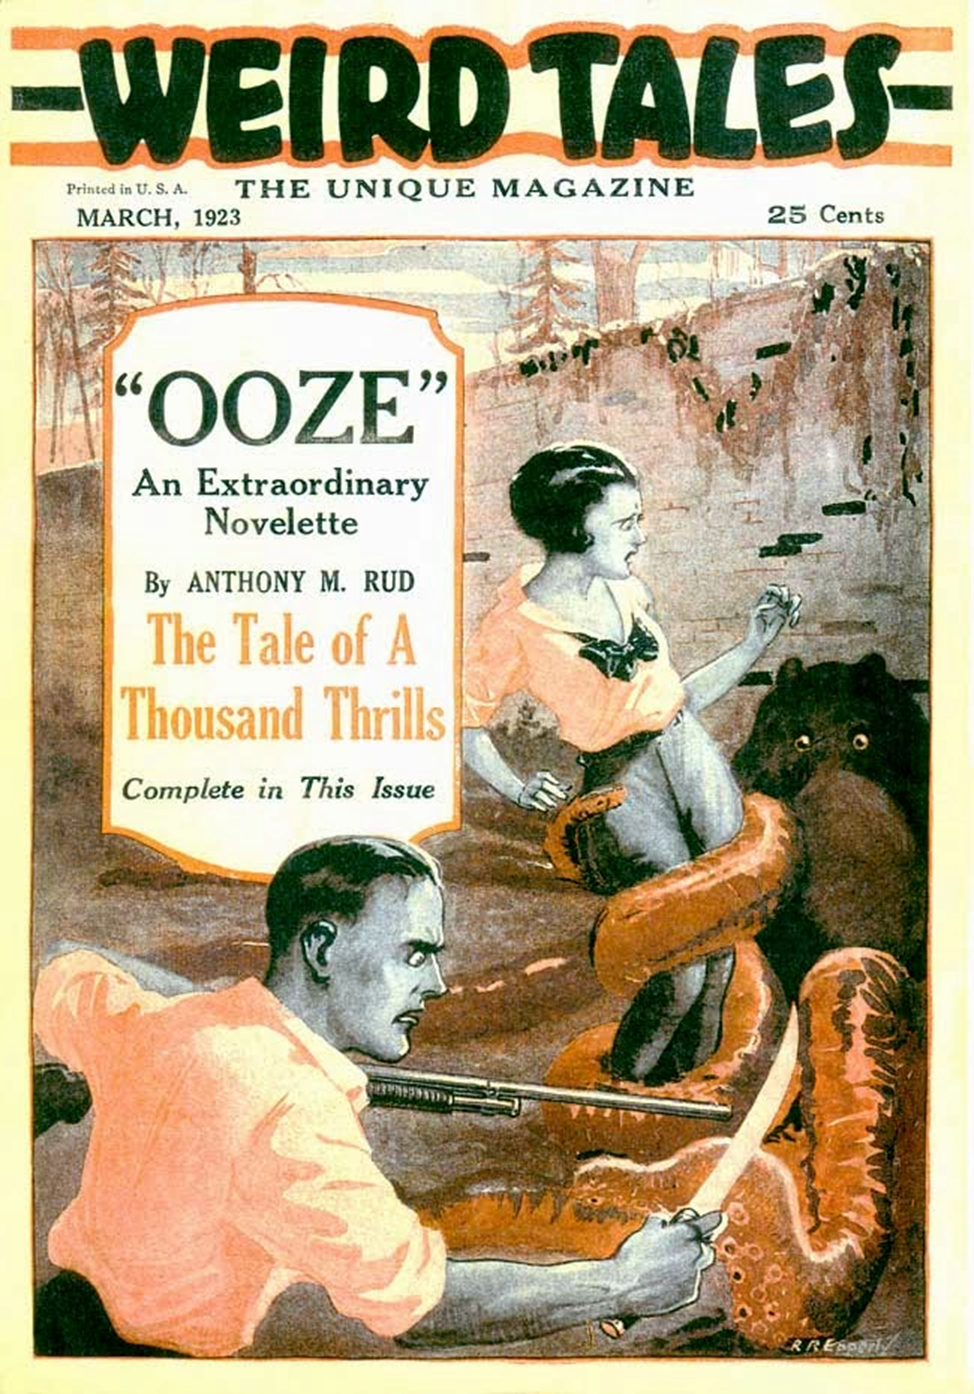 WEIRD TALES
Printed in U. S. A.
THE UNIQUE MAGAZINE
MARCH, 1923
25 Cents
"OOZE"
An Extraordinary
Novelette
By ANTHONY M. RUD
The Tale of A
Thousand Thrills
Complete in This Issue
R R Epperly